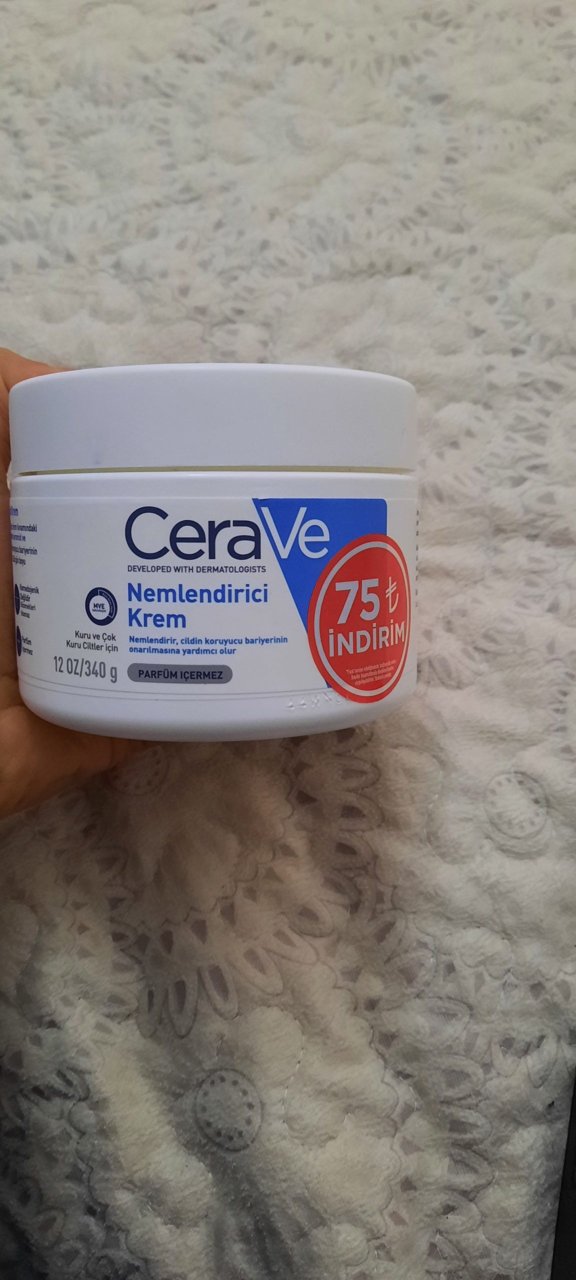 CeraVe
DEVELOPED WITH DERMATOLOGISTS
Nemlendirici
Krem
Nemlendirir, cildin koruyucu bariyerinin
onarılmasına yardımcı olur
PARFÜM İÇERMEZ
MVE
Kuru ve Çok
Kuru Ciltler için
12 OZ/340 g
75 ₺
İNDİRİM